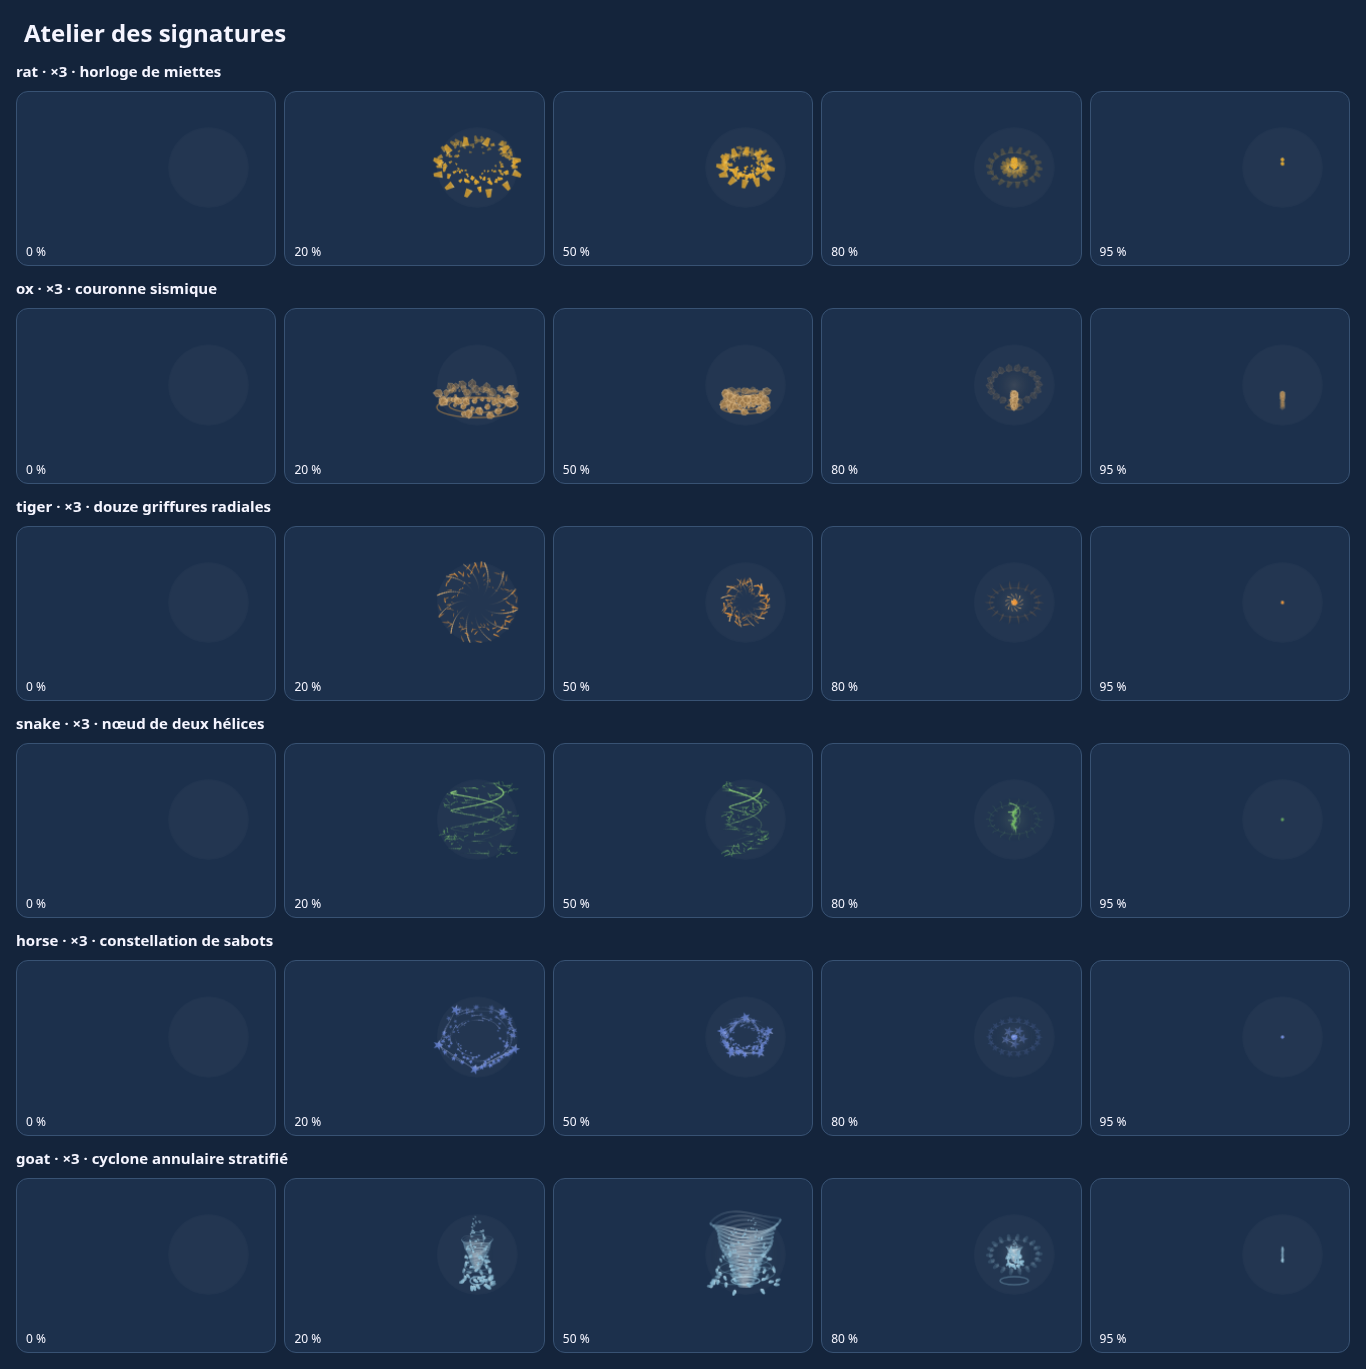 Atelier des signatures
rat · ×3 · horloge de miettes
0 % 20 % 50 % 80 % 95 %
ox · ×3 · couronne sismique
0 % 20 % 50 % 80 % 95 %
tiger · ×3 · douze griffures radiales
0 % 20 % 50 % 80 % 95 %
snake · ×3 · nœud de deux hélices
0 % 20 % 50 % 80 % 95 %
horse · ×3 · constellation de sabots
0 % 20 % 50 % 80 % 95 %
goat · ×3 · cyclone annulaire stratifié
0 % 20 % 50 % 80 % 95 %